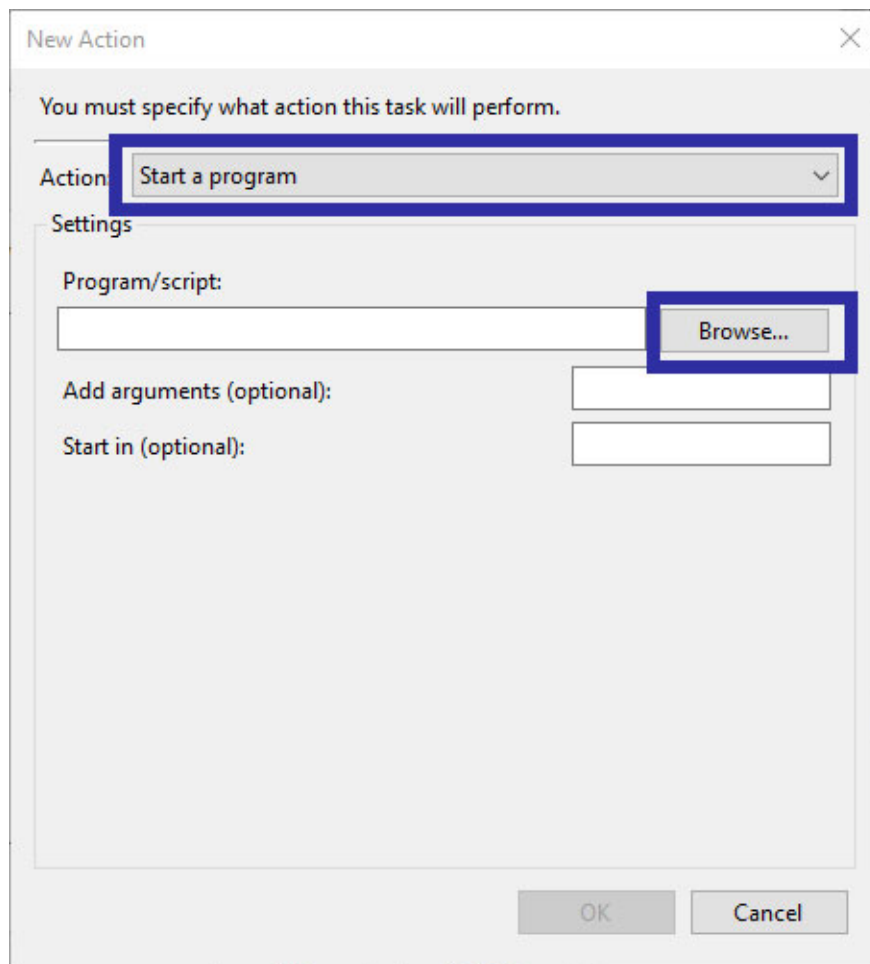 New Action
You must specify what action this task will perform.
Action: Start a program
Settings
Program/script:
Browse...
Add arguments (optional):
Start in (optional):
OK Cancel